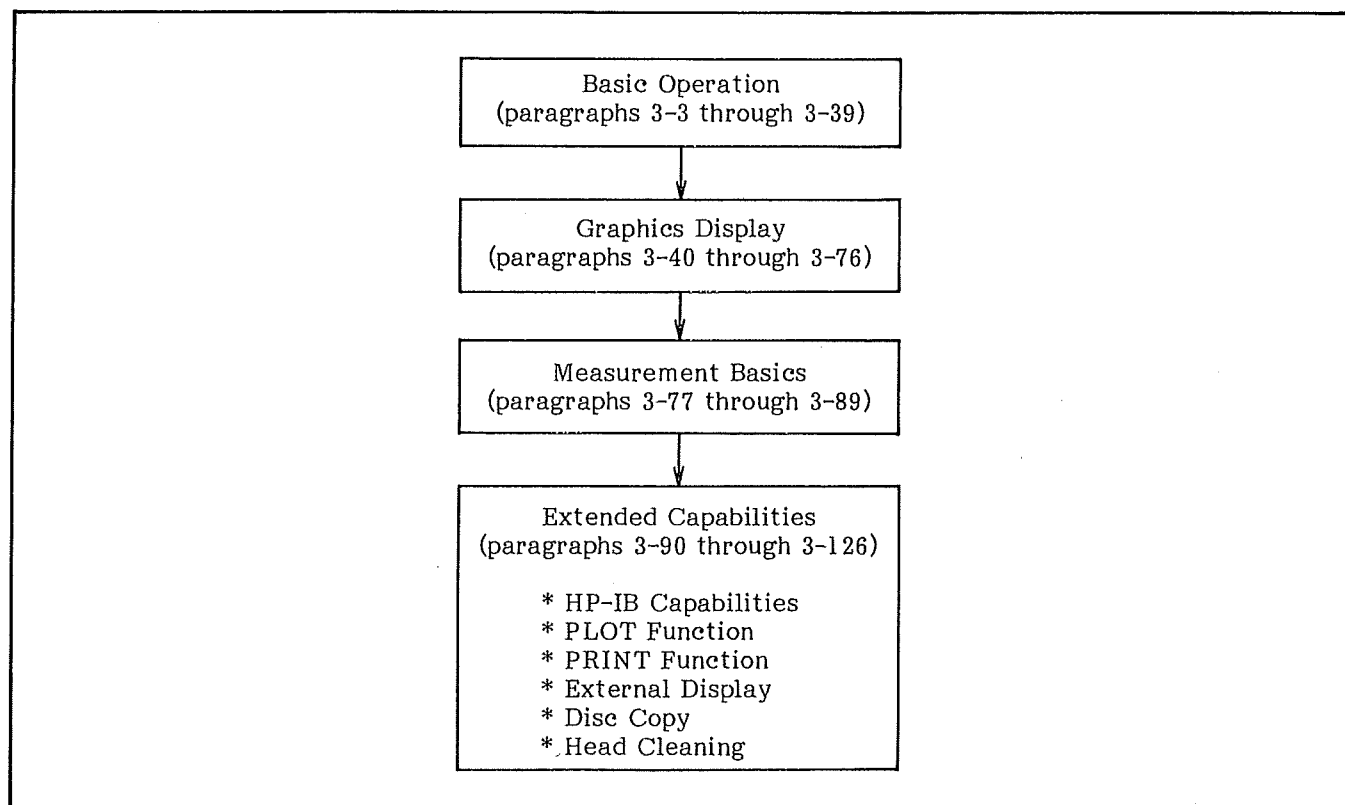 Basic Operation
(paragraphs 3-3 through 3-39)
Graphics Display
(paragraphs 3-40 through 3-76)
Measurement Basics
(paragraphs 3-77 through 3-89)
Extended Capabilities
(paragraphs 3-90 through 3-126)
* HP-IB Capabilities
* PLOT Function
* PRINT Function
* External Display
* Disc Copy
* Head Cleaning